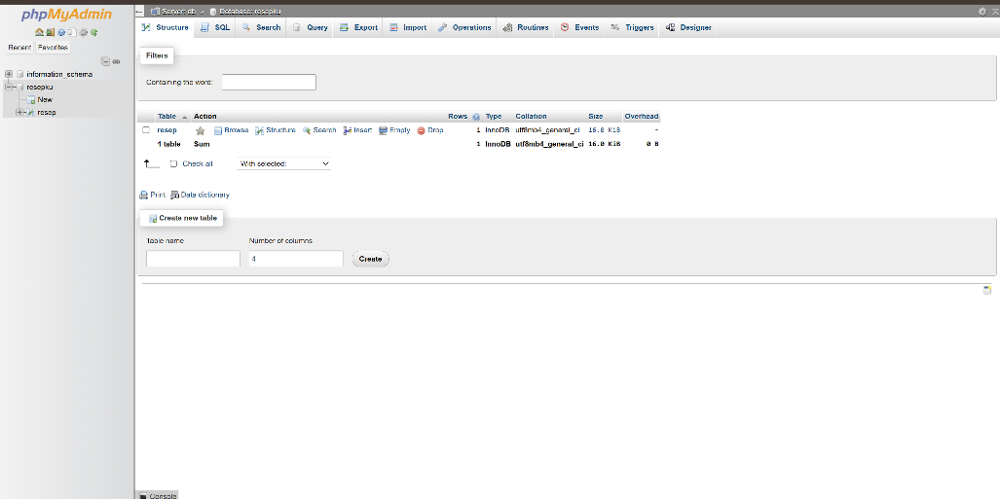 phpMyAdmin
Recent Favorites
information_schema
resepku
New
resep
Server: db » Database: resepku
Structure SQL Search Query Export Import Operations Routines Events Triggers Designer
Filters
Containing the word:
Table Action Rows Type Collation Size Overhead
resep Browse Structure Search Insert Empty Drop 1 InnoDB utf8mb4_general_ci 16.0 KiB -
1 table Sum 1 InnoDB utf8mb4_general_ci 16.0 KiB 0 B
Check all With selected:
Print Data dictionary
Create new table
Table name Number of columns
4 Create
Console